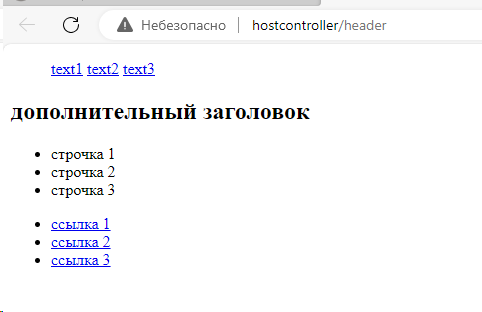 Небезопасно hostcontroller/header
text1 text2 text3
дополнительный заголовок
строчка 1
строчка 2
строчка 3
ссылка 1
ссылка 2
ссылка 3